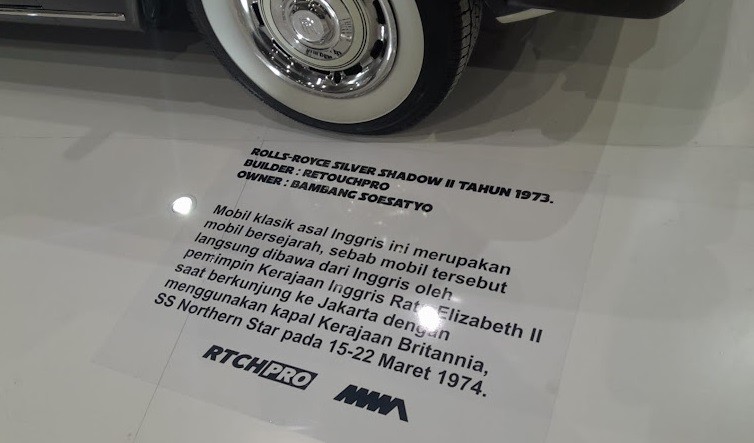 ROLLS-ROYCE SILVER SHADOW II TAHUN 1973.
BUILDER : RETOUCHPRO
OWNER : BAMBANG SOESATYO
Mobil klasik asal Inggris ini merupakan
mobil bersejarah, sebab mobil tersebut
langsung dibawa dari Inggris oleh
pemimpin Kerajaan Inggris Ratu Elizabeth II
saat berkunjung ke Jakarta dengan
menggunakan kapal Kerajaan Britannia,
SS Northern Star pada 15-22 Maret 1974.
RTCHPRO